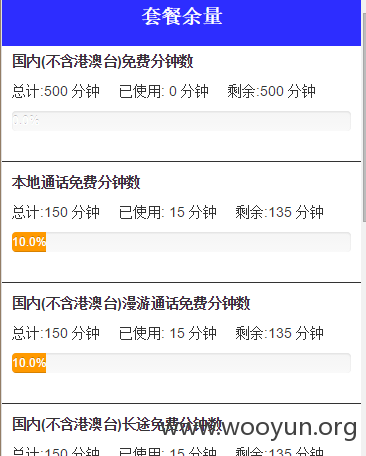 套餐余量
国内(不含港澳台)免费分钟数
总计:500 分钟 已使用: 0 分钟 剩余:500 分钟
0.0%
本地通话免费分钟数
总计:150 分钟 已使用: 15 分钟 剩余:135 分钟
10.0%
国内(不含港澳台)漫游通话免费分钟数
总计:150 分钟 已使用: 15 分钟 剩余:135 分钟
10.0%
国内(不含港澳台)长途免费分钟数
www.wooyun.org
总计:150 分钟 已使用: 15 分钟 剩余:135 分钟